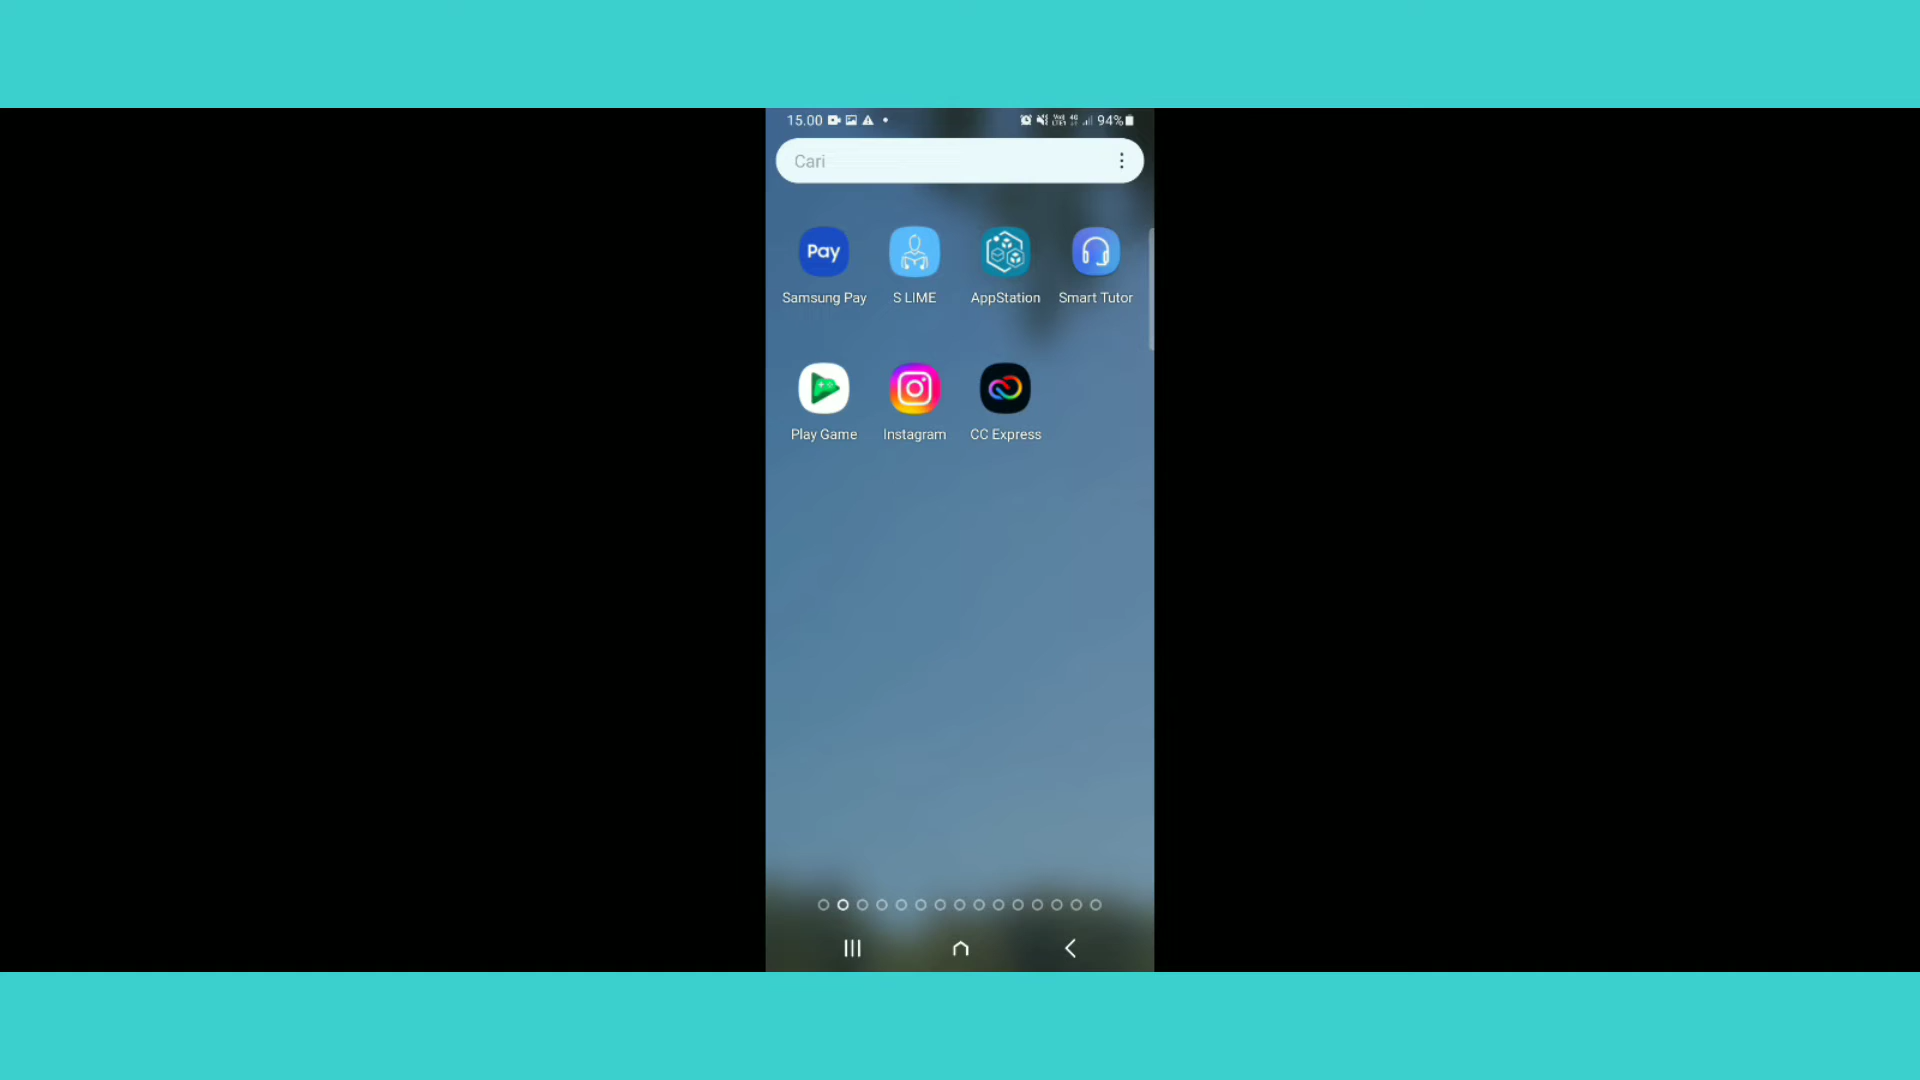 15.00 94%
Cari
Pay
Samsung Pay S LIME AppStation Smart Tutor
Play Game Instagram CC Express